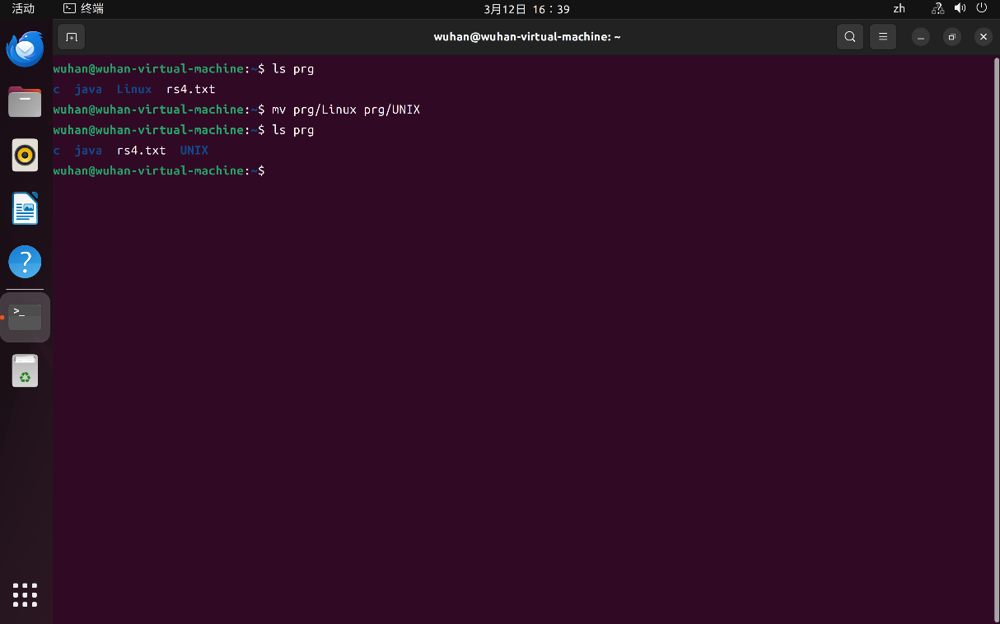 活动 终端 3月12日 16：39 zh
wuhan@wuhan-virtual-machine: ~
wuhan@wuhan-virtual-machine:~$ ls prg
c java Linux rs4.txt
wuhan@wuhan-virtual-machine:~$ mv prg/Linux prg/UNIX
wuhan@wuhan-virtual-machine:~$ ls prg
c java rs4.txt UNIX
wuhan@wuhan-virtual-machine:~$